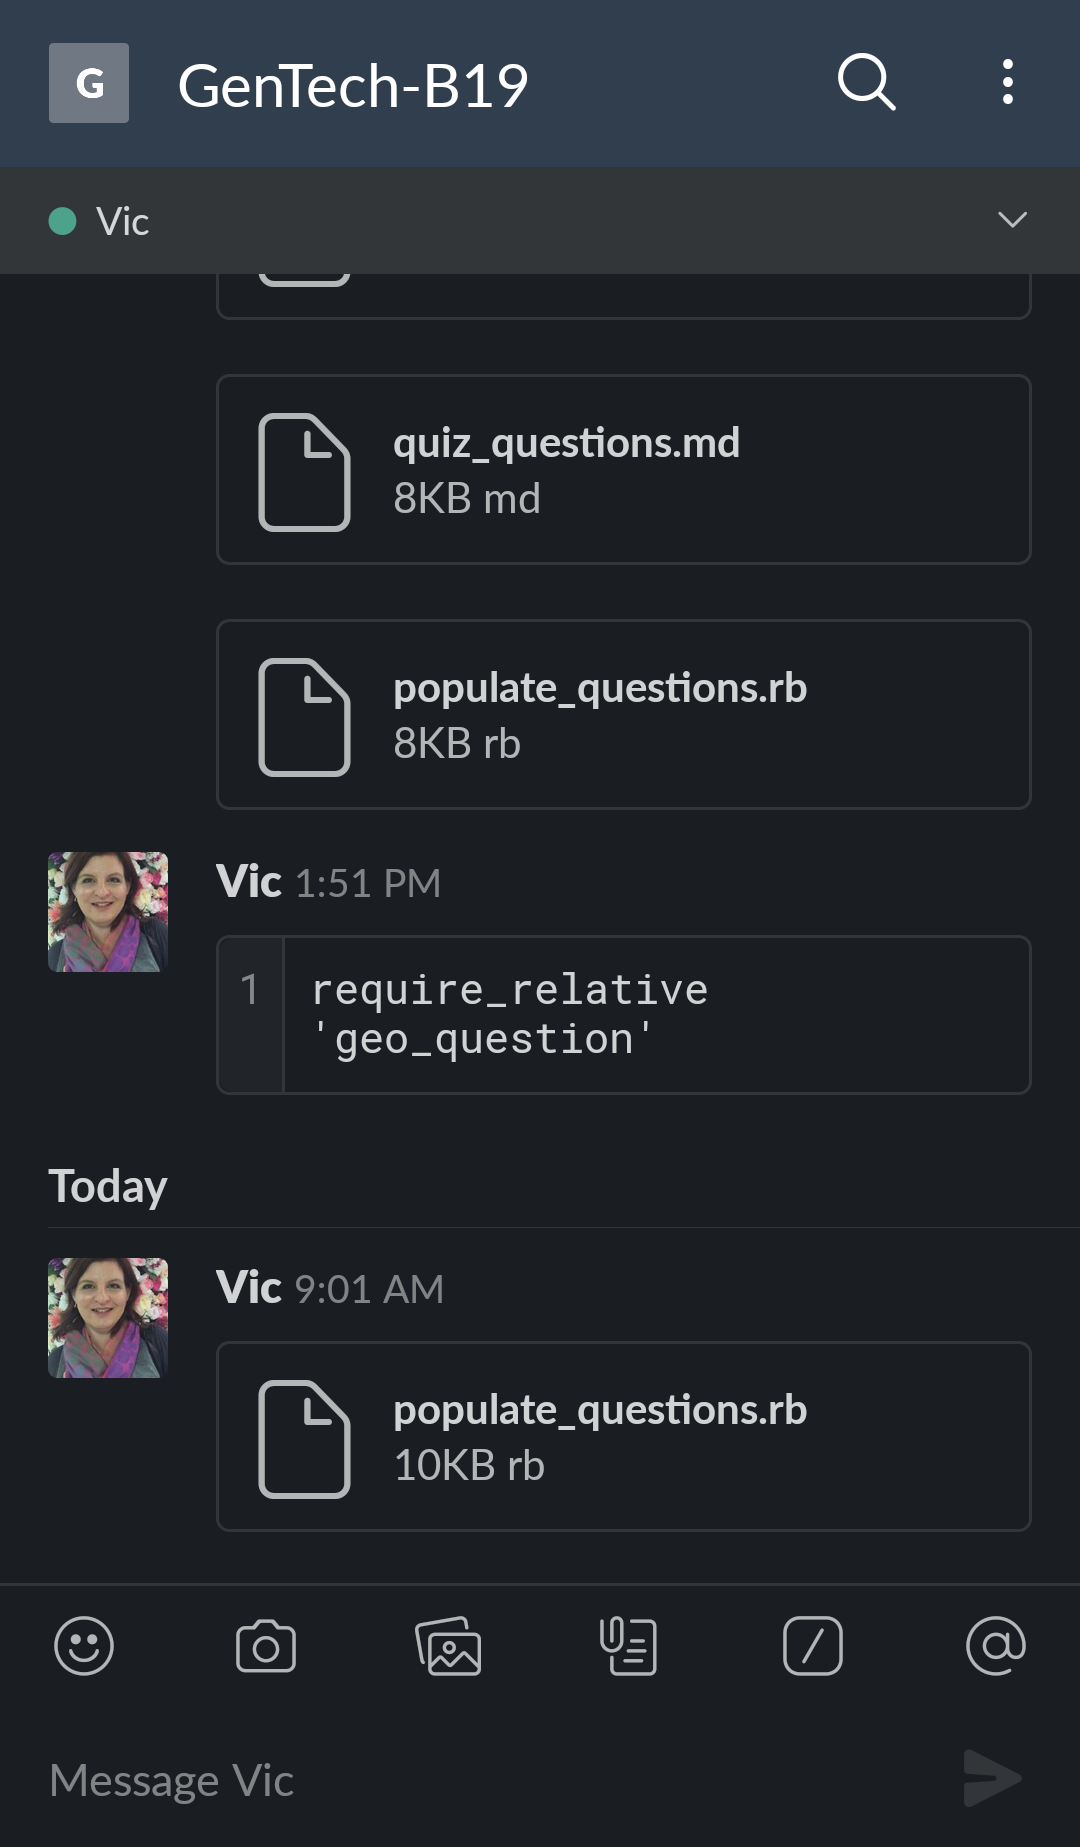 G
GenTech-B19
Vic
quiz_questions.md
8KB md
populate_questions.rb
8KB rb
Vic 1:51 PM
1 require_relative
'geo_question'
Today
Vic 9:01 AM
populate_questions.rb
10KB rb
Message Vic